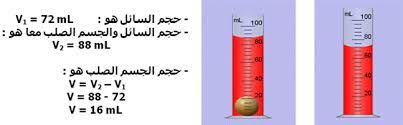 - حجم السائل هو : V₁ = 72 mL
- حجم السائل والجسم الصلب معا هو :
V₂ = 88 mL
- حجم الجسم الصلب هو :
V = V₂ – V₁
V = 88 - 72
V = 16 mL
mL
100
80
60
40
20
mL
100
80
60
40
20